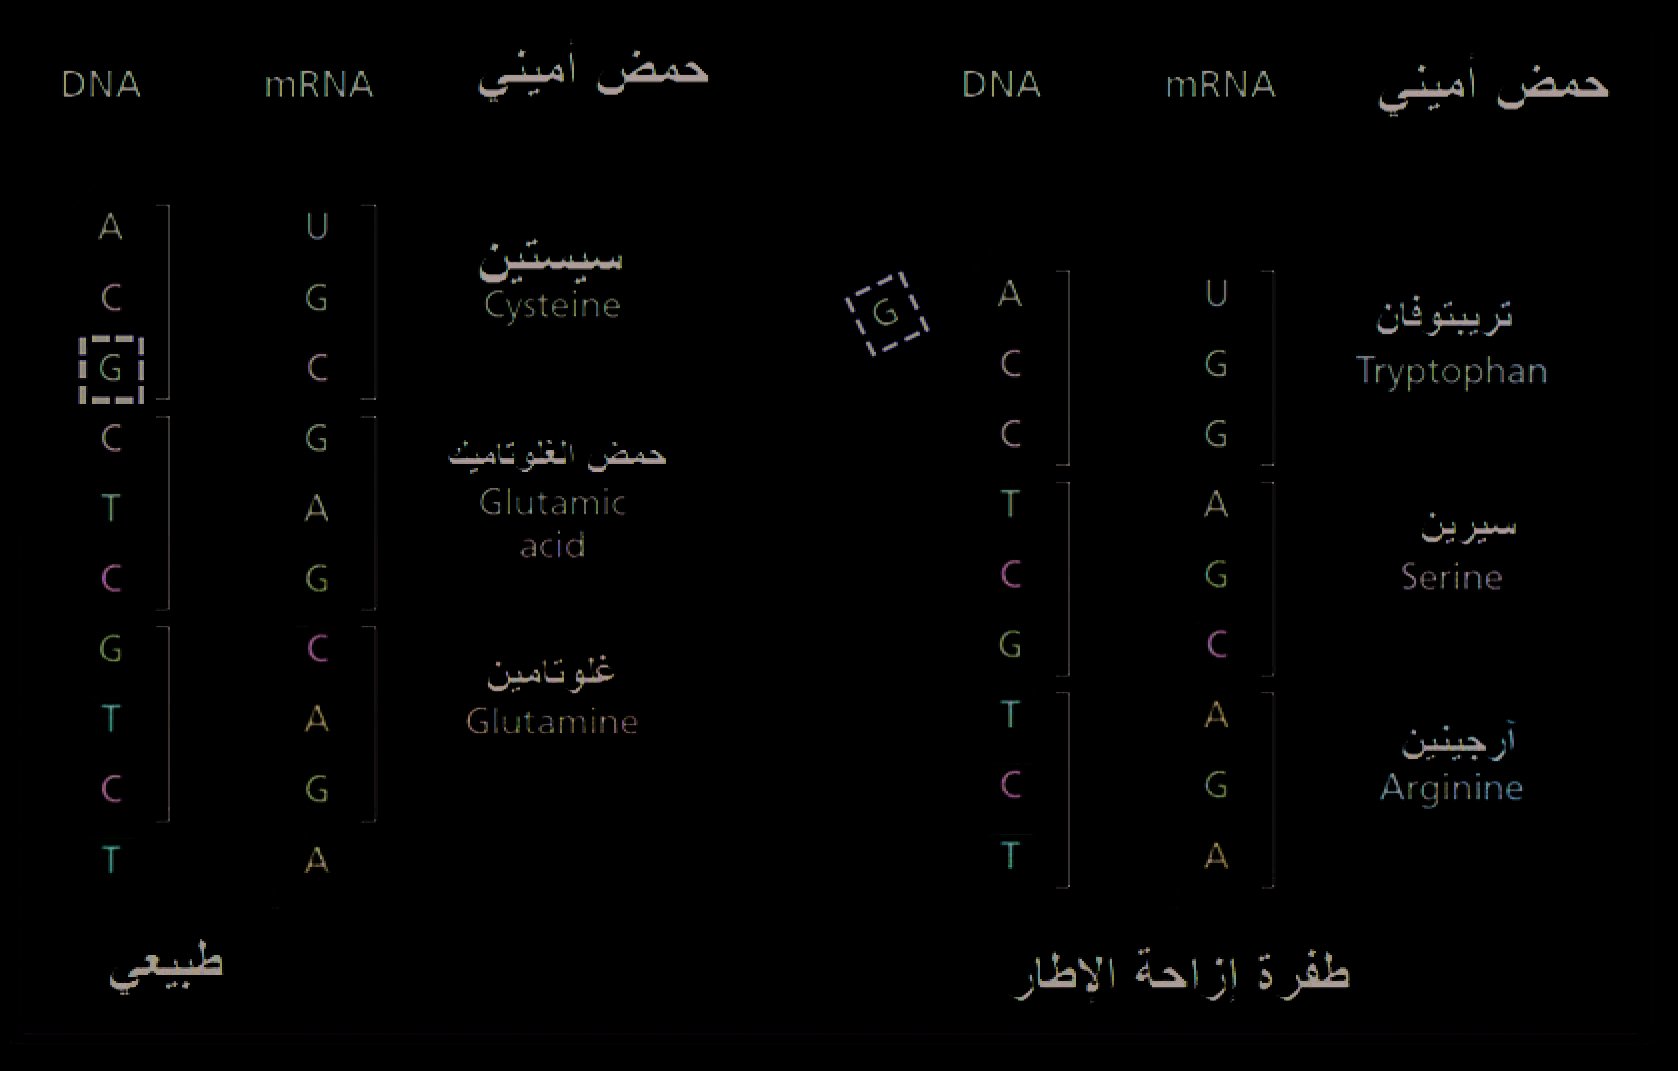 DNA mRNA حمض أميني
A U
C G
G C
سيستين
Cysteine
C G
T A
C G
حمض الغلوتاميك
Glutamic
acid
G C
T A
C G
غلوتامين
Glutamine
T A
طبيعي
DNA mRNA حمض أميني
G
A U
C G
C G
تريبتوفان
Tryptophan
T A
C G
G C
سيرين
Serine
T A
C G
T A
آرجينين
Arginine
طفرة إزاحة الإطار